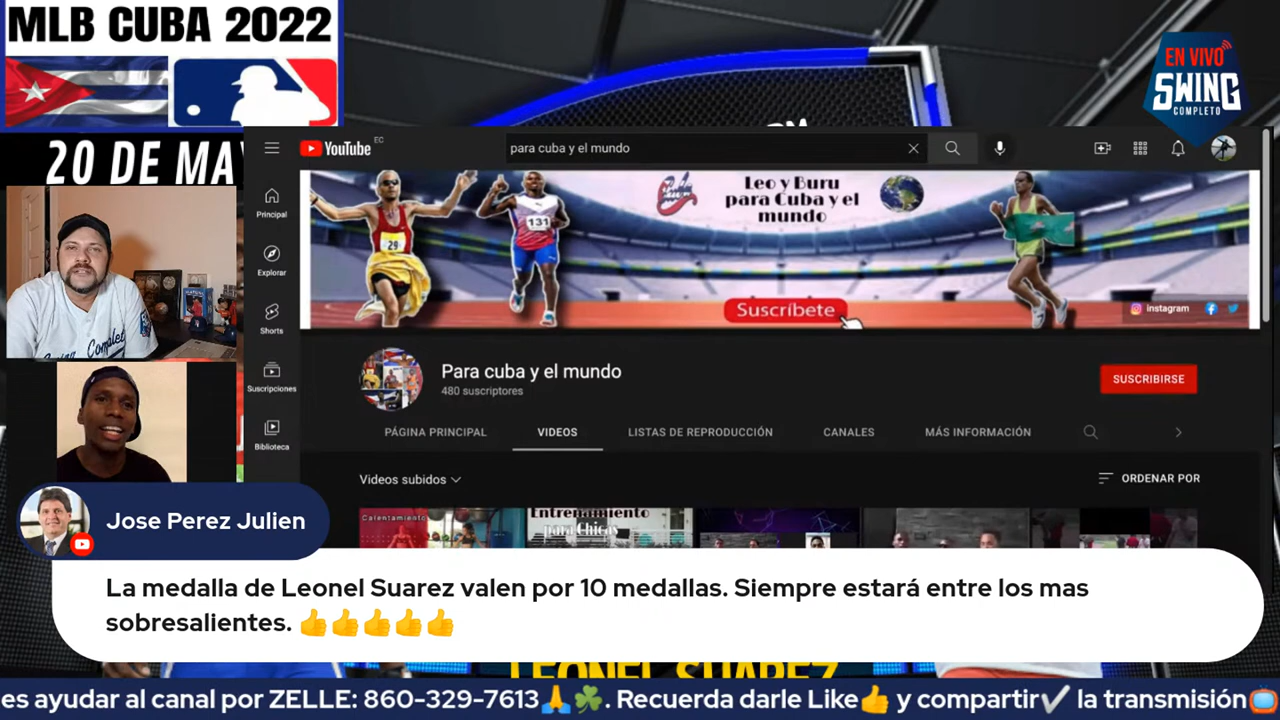 MLB CUBA 2022
EN VIVO
SWING
COMPLETO
20 DE MAY
YouTube EC
para cuba y el mundo
Principal
Explorar
Shorts
Suscripciones
Biblioteca
Leo y Buru
para Cuba y el
mundo
29
131
Suscríbete
instagram
Para cuba y el mundo
480 suscriptores
SUSCRIBIRSE
PÁGINA PRINCIPAL VIDEOS LISTAS DE REPRODUCCIÓN CANALES MÁS INFORMACIÓN
Videos subidos
ORDENAR POR
Calentamiento
Entrenamiento
para Chicas
Jose Perez Julien
La medalla de Leonel Suarez valen por 10 medallas. Siempre estará entre los mas
sobresalientes. 👍👍👍👍👍
LEONEL SUAREZ
es ayudar al canal por ZELLE: 860-329-7613🙏☘️. Recuerda darle Like👍 y compartir✔️ la transmisión📺